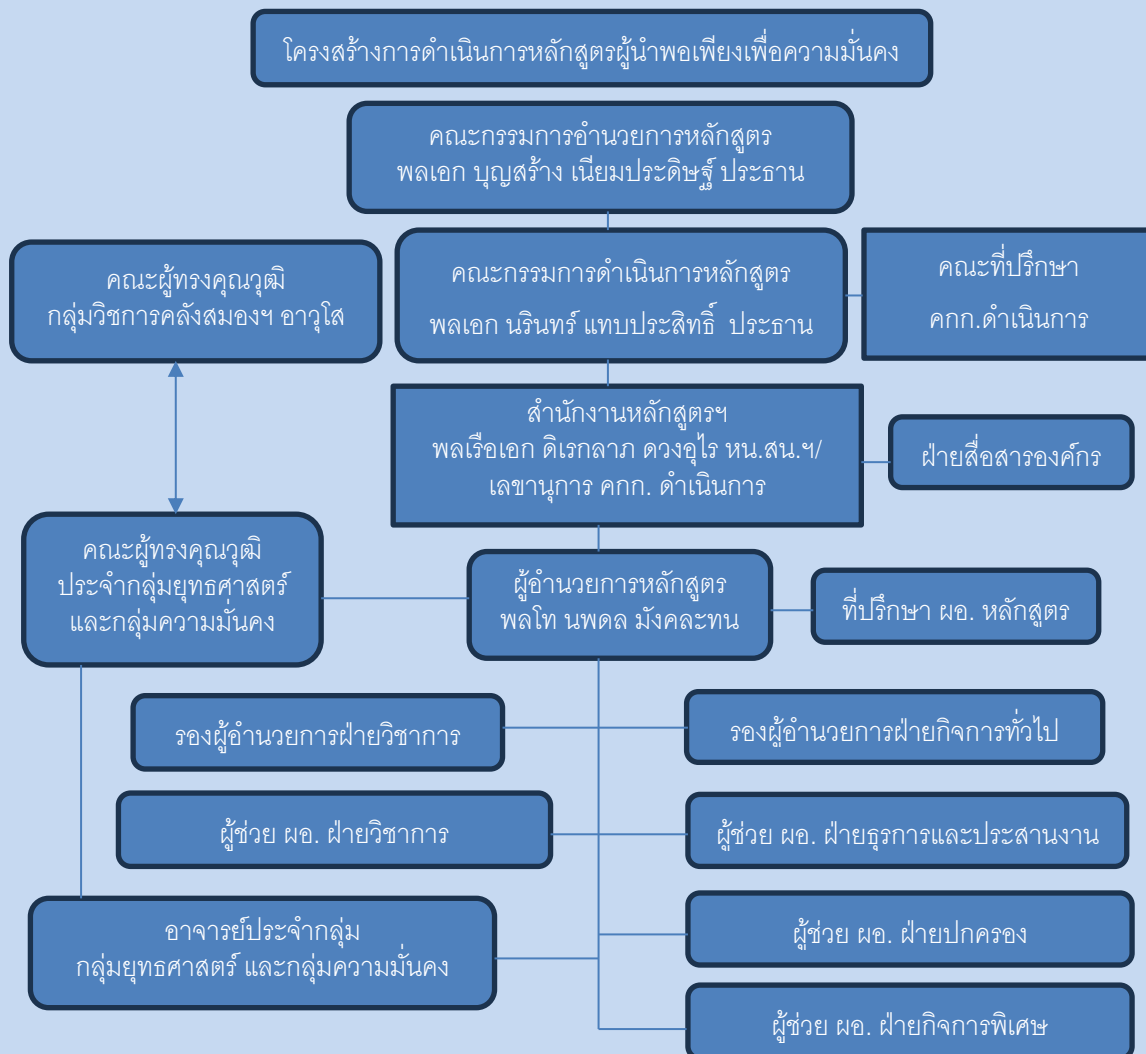 โครงสร้างการดำเนินการหลักสูตรผู้นำพอเพียงเพื่อความมั่นคง
คณะกรรมการอำนวยการหลักสูตร
พลเอก บุญสร้าง เนียมประดิษฐ์ ประธาน
คณะผู้ทรงคุณวุฒิ
กลุ่มวิชการคลังสมองฯ อาวุโส
คณะกรรมการดำเนินการหลักสูตร
พลเอก นรินทร์ แทบประสิทธิ์ ประธาน
คณะที่ปรึกษา
คกก.ดำเนินการ
สำนักงานหลักสูตรฯ
พลเรือเอก ดิเรกลาภ ดวงอุไร หน.สน.ฯ/
เลขานุการ คกก. ดำเนินการ
ฝ่ายสื่อสารองค์กร
คณะผู้ทรงคุณวุฒิ
ประจำกลุ่มยุทธศาสตร์
และกลุ่มความมั่นคง
ผู้อำนวยการหลักสูตร
พลโท นพดล มังคละทน
ที่ปรึกษา ผอ. หลักสูตร
รองผู้อำนวยการฝ่ายวิชาการ
รองผู้อำนวยการฝ่ายกิจการทั่วไป
ผู้ช่วย ผอ. ฝ่ายวิชาการ
ผู้ช่วย ผอ. ฝ่ายธุรการและประสานงาน
อาจารย์ประจำกลุ่ม
กลุ่มยุทธศาสตร์ และกลุ่มความมั่นคง
ผู้ช่วย ผอ. ฝ่ายปกครอง
ผู้ช่วย ผอ. ฝ่ายกิจการพิเศษ